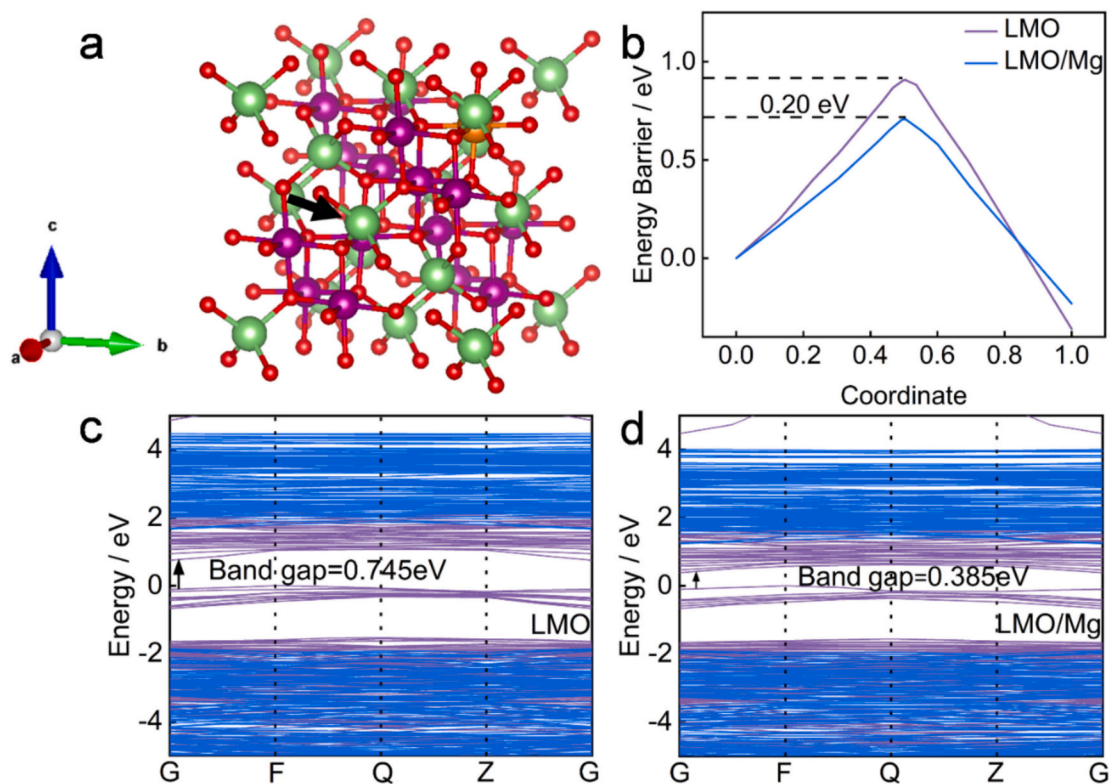 a
c
a
b
b
LMO
LMO/Mg
0.20 eV
Energy Barrier / eV
1.0
0.5
0.0
0.0 0.2 0.4 0.6 0.8 1.0
Coordinate
c
Energy / eV
4
2
0
-2
-4
Band gap=0.745eV
LMO
G F Q Z G
d
Energy / eV
4
2
0
-2
-4
Band gap=0.385eV
LMO/Mg
G F Q Z G